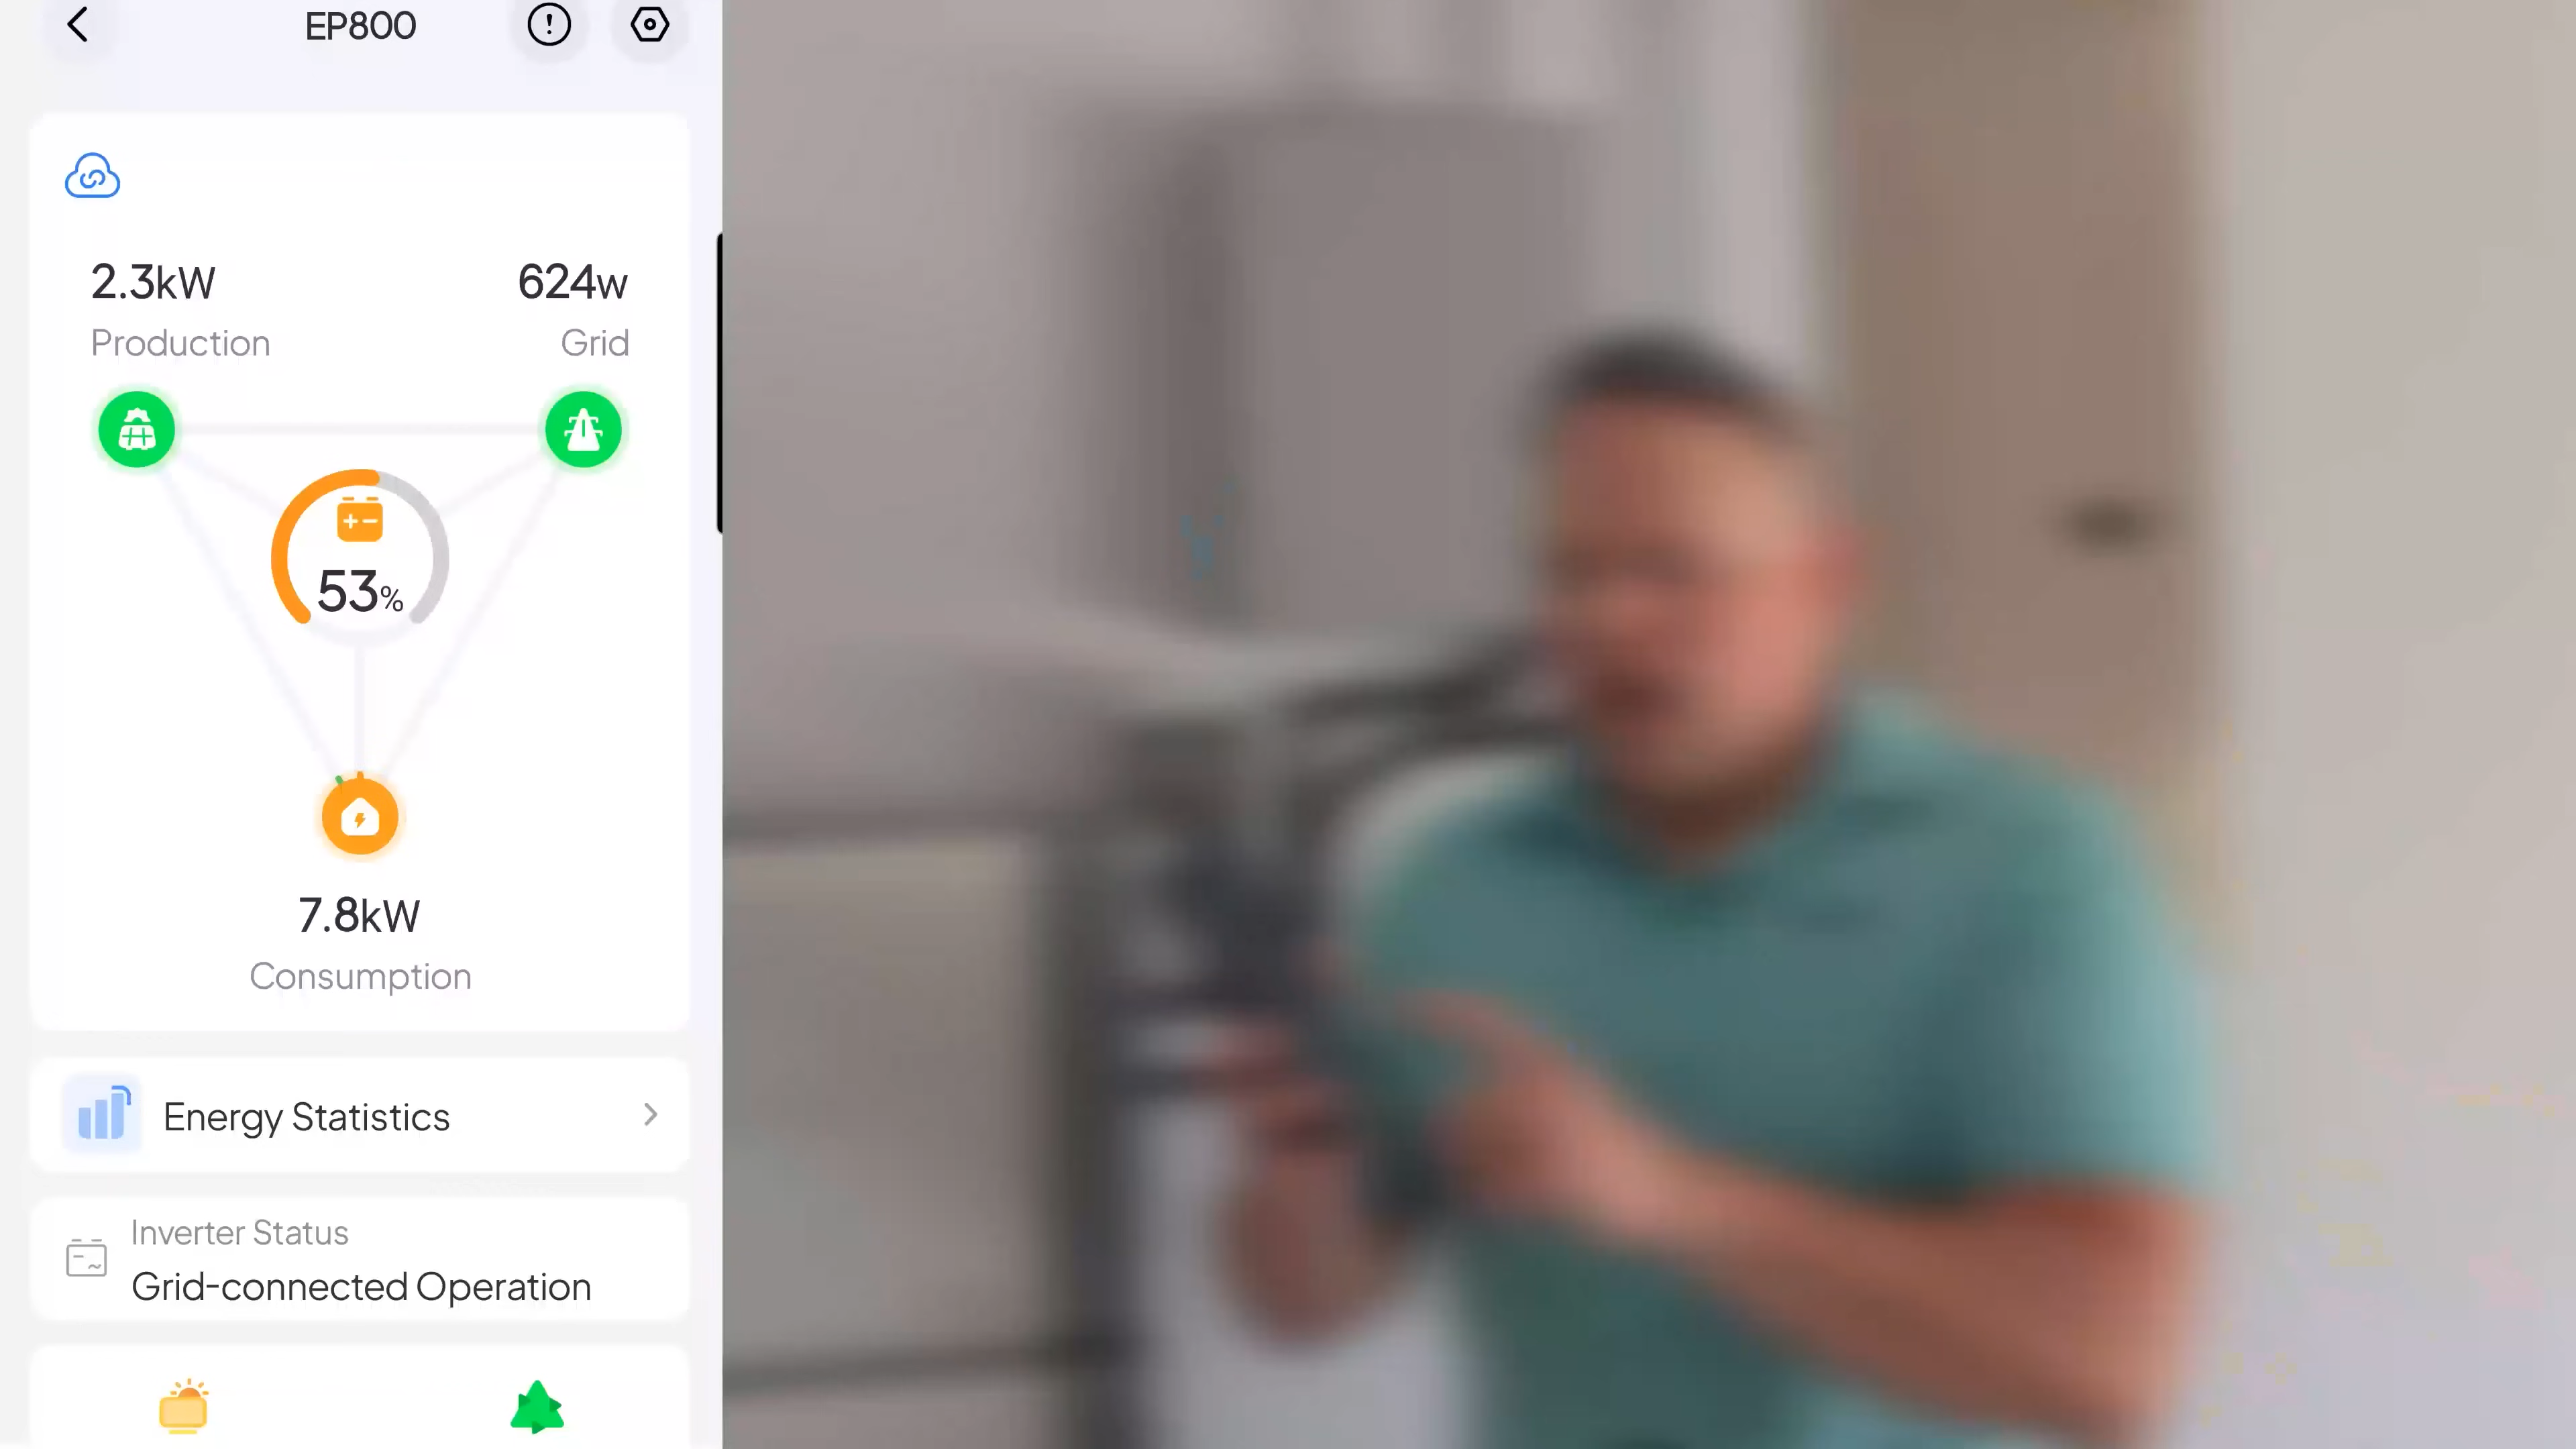 EP800
2.3kW
624w
Production
Grid
53%
7.8kW
Consumption
Energy Statistics
Inverter Status
Grid-connected Operation